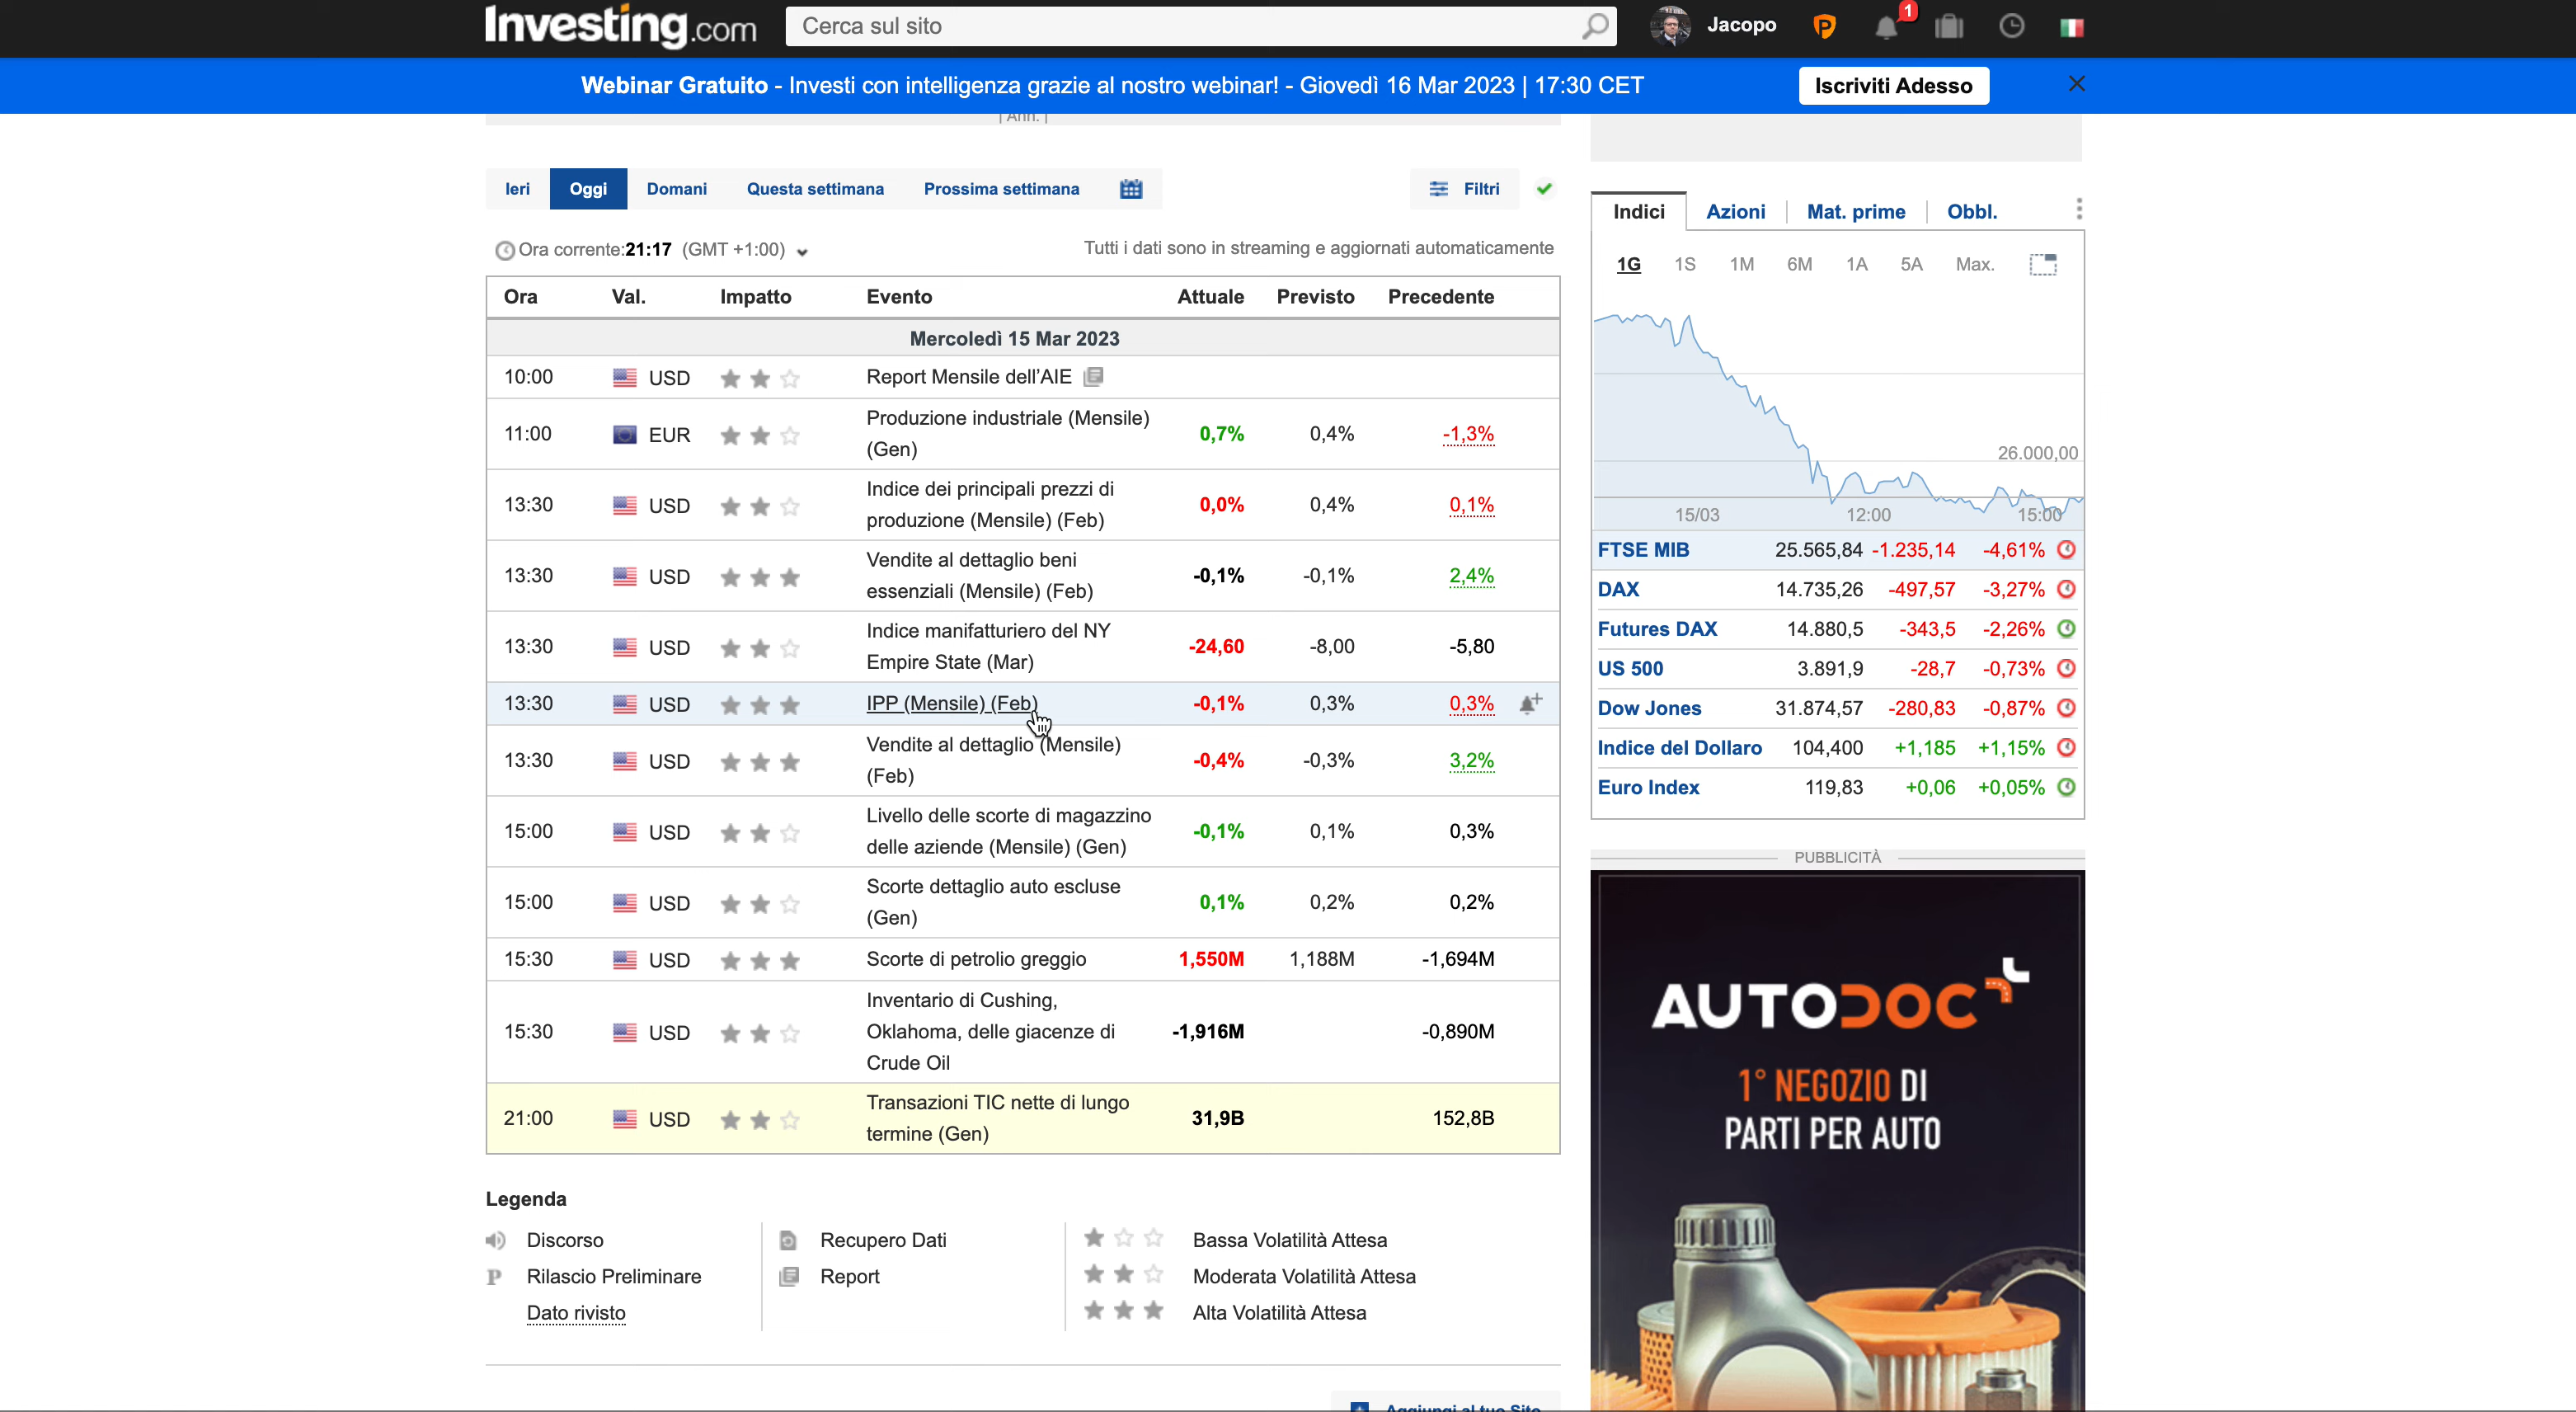 Investing.com
Cerca sul sito
Jacopo
1
Webinar Gratuito - Investi con intelligenza grazie al nostro webinar! - Giovedì 16 Mar 2023 | 17:30 CET
Iscriviti Adesso
| Ann. |
Ieri Oggi Domani Questa settimana Prossima settimana Filtri
Ora corrente:21:17 (GMT +1:00) Tutti i dati sono in streaming e aggiornati automaticamente
Ora Val. Impatto Evento Attuale Previsto Precedente
Mercoledì 15 Mar 2023
10:00 USD Report Mensile dell'AIE
11:00 EUR Produzione industriale (Mensile) 0,7% 0,4% -1,3%
(Gen)
13:30 USD Indice dei principali prezzi di 0,0% 0,4% 0,1%
produzione (Mensile) (Feb)
13:30 USD Vendite al dettaglio beni -0,1% -0,1% 2,4%
essenziali (Mensile) (Feb)
13:30 USD Indice manifatturiero del NY -24,60 -8,00 -5,80
Empire State (Mar)
13:30 USD IPP (Mensile) (Feb) -0,1% 0,3% 0,3%
13:30 USD Vendite al dettaglio (Mensile) -0,4% -0,3% 3,2%
(Feb)
15:00 USD Livello delle scorte di magazzino -0,1% 0,1% 0,3%
delle aziende (Mensile) (Gen)
15:00 USD Scorte dettaglio auto escluse 0,1% 0,2% 0,2%
(Gen)
15:30 USD Scorte di petrolio greggio 1,550M 1,188M -1,694M
15:30 USD Inventario di Cushing, -1,916M -0,890M
Oklahoma, delle giacenze di
Crude Oil
21:00 USD Transazioni TIC nette di lungo 31,9B 152,8B
termine (Gen)
Legenda
Discorso
Rilascio Preliminare
Dato rivisto
Recupero Dati
Report
Bassa Volatilità Attesa
Moderata Volatilità Attesa
Alta Volatilità Attesa
Aggiungi al tuo Sito
Indici Azioni Mat. prime Obbl.
1G 1S 1M 6M 1A 5A Max.
26.000,00
15/03 12:00 15:00
FTSE MIB 25.565,84 -1.235,14 -4,61%
DAX 14.735,26 -497,57 -3,27%
Futures DAX 14.880,5 -343,5 -2,26%
US 500 3.891,9 -28,7 -0,73%
Dow Jones 31.874,57 -280,83 -0,87%
Indice del Dollaro 104,400 +1,185 +1,15%
Euro Index 119,83 +0,06 +0,05%
PUBBLICITÀ
AUTODOC
1° NEGOZIO DI
PARTI PER AUTO